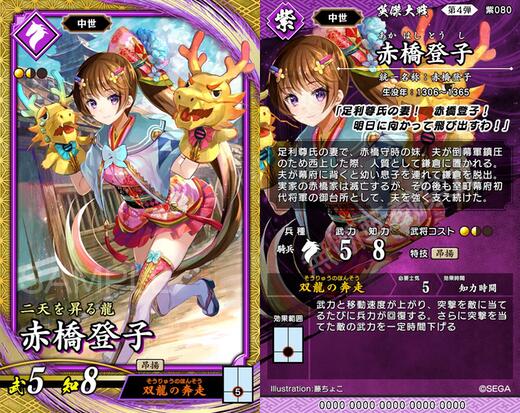 中世
二天を昇る龍
赤橋登子
昂揚
武5 知8
そうりゅうのほんそう
双龍の奔走
5
SAMPLE
紫
中世
英傑大戦
第4弾
紫080
あかはしとうし
赤橋登子
統一名称:赤橋登子
生没年:1306〜1365
「足利尊氏の妻！ 赤橋登子！
明日に向かって飛び出すわ！」
足利尊氏の妻で、赤橋守時の妹。夫が倒幕軍鎮圧
のため西上した際、人質として鎌倉に置かれる。
夫が幕府に背くと幼い息子を連れて鎌倉を脱出。
実家の赤橋家は滅亡するが、その後も室町幕府初
代将軍の御台所として、夫を強く支え続けた。
兵種 武力 知力 武将コスト
騎兵 5 8
特技 昂揚
そうりゅうのほんそう 必要士気 効果時間
双龍の奔走 5 知力時間
効果範囲
武力と移動速度が上がり、突撃を敵に当て
るたびに兵力が回復する。さらに突撃を当
てた敵の武力を一定時間下げる
Illustration:藤ちょこ
©SEGA
0000 0000 0000 0000 0000